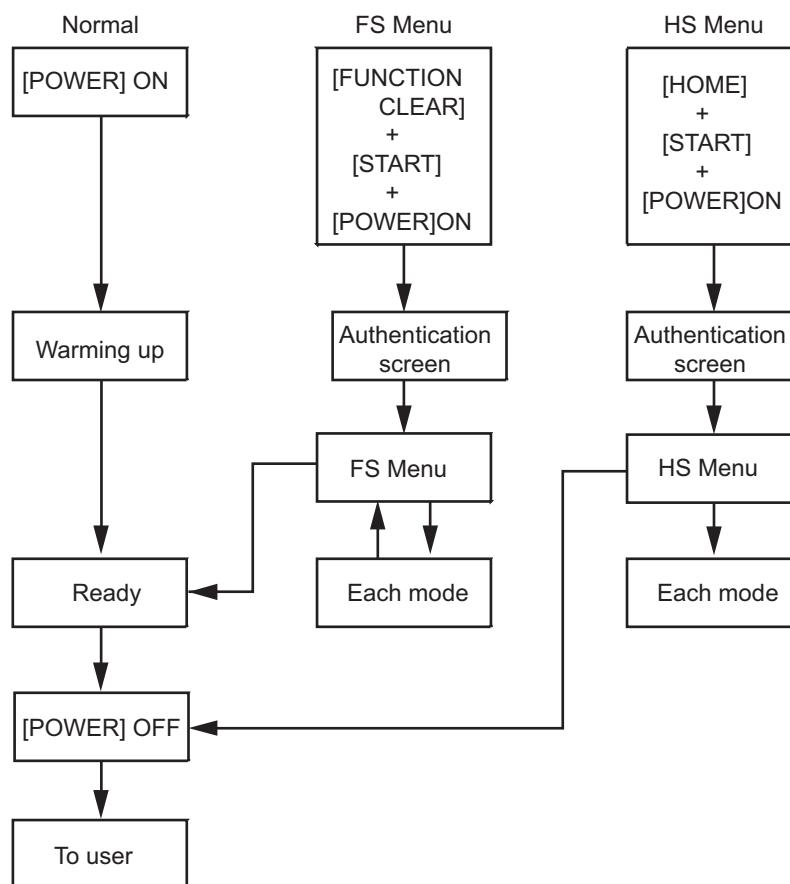 Normal
[POWER] ON
Warming up
Ready
[POWER] OFF
To user
FS Menu
[FUNCTION
CLEAR]
+
[START]
+
[POWER]ON
Authentication
screen
FS Menu
Each mode
HS Menu
[HOME]
+
[START]
+
[POWER]ON
Authentication
screen
HS Menu
Each mode